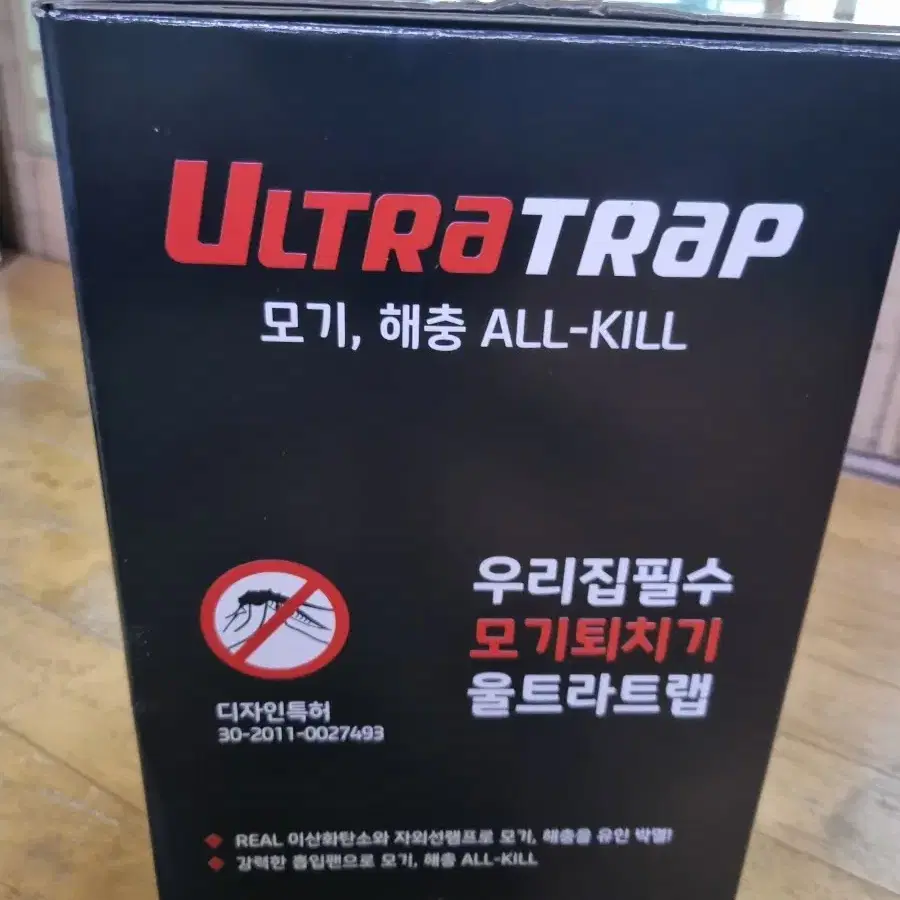 ULTRATRAP
모기, 해충 ALL-KILL
우리집필수
모기퇴치기
울트라트랩
디자인특허
30-2011-0027493
REAL 이산화탄소와 자외선램프로 모기, 해충을 유인 박멸!
강력한 흡입팬으로 모기, 해충 ALL-KILL